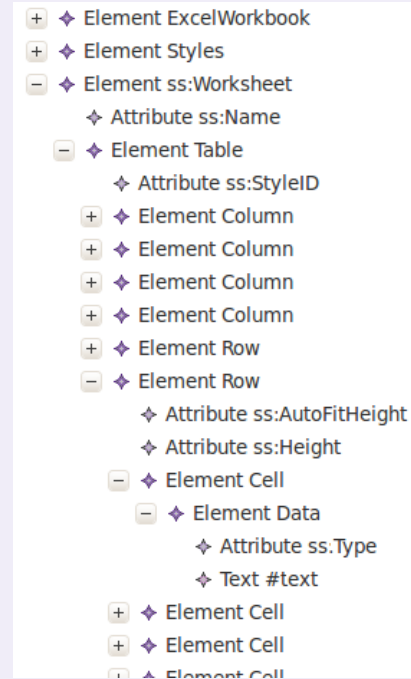 Element ExcelWorkbook
Element Styles
Element ss:Worksheet
Attribute ss:Name
Element Table
Attribute ss:StyleID
Element Column
Element Column
Element Column
Element Column
Element Row
Element Row
Attribute ss:AutoFitHeight
Attribute ss:Height
Element Cell
Element Data
Attribute ss:Type
Text #text
Element Cell
Element Cell
Element Cell